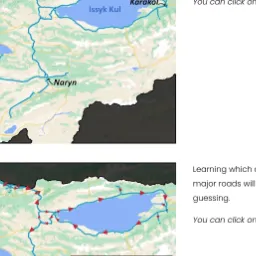 Karakol
You can click on
Issyk Kul
Naryn
Learning which
major roads will
guessing.
You can click on